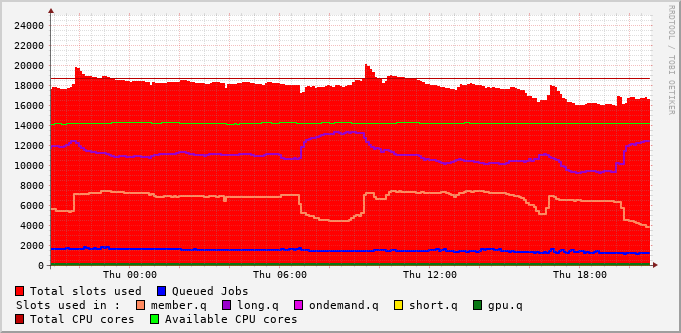 24000
22000
20000
18000
16000
14000
12000
10000
8000
6000
4000
2000
0
Thu 00:00 Thu 06:00 Thu 12:00 Thu 18:00
RRDTOOL / TOBI OETIKER
Total slots used Queued Jobs
Slots used in : member.q long.q ondemand.q short.q gpu.q
Total CPU cores Available CPU cores